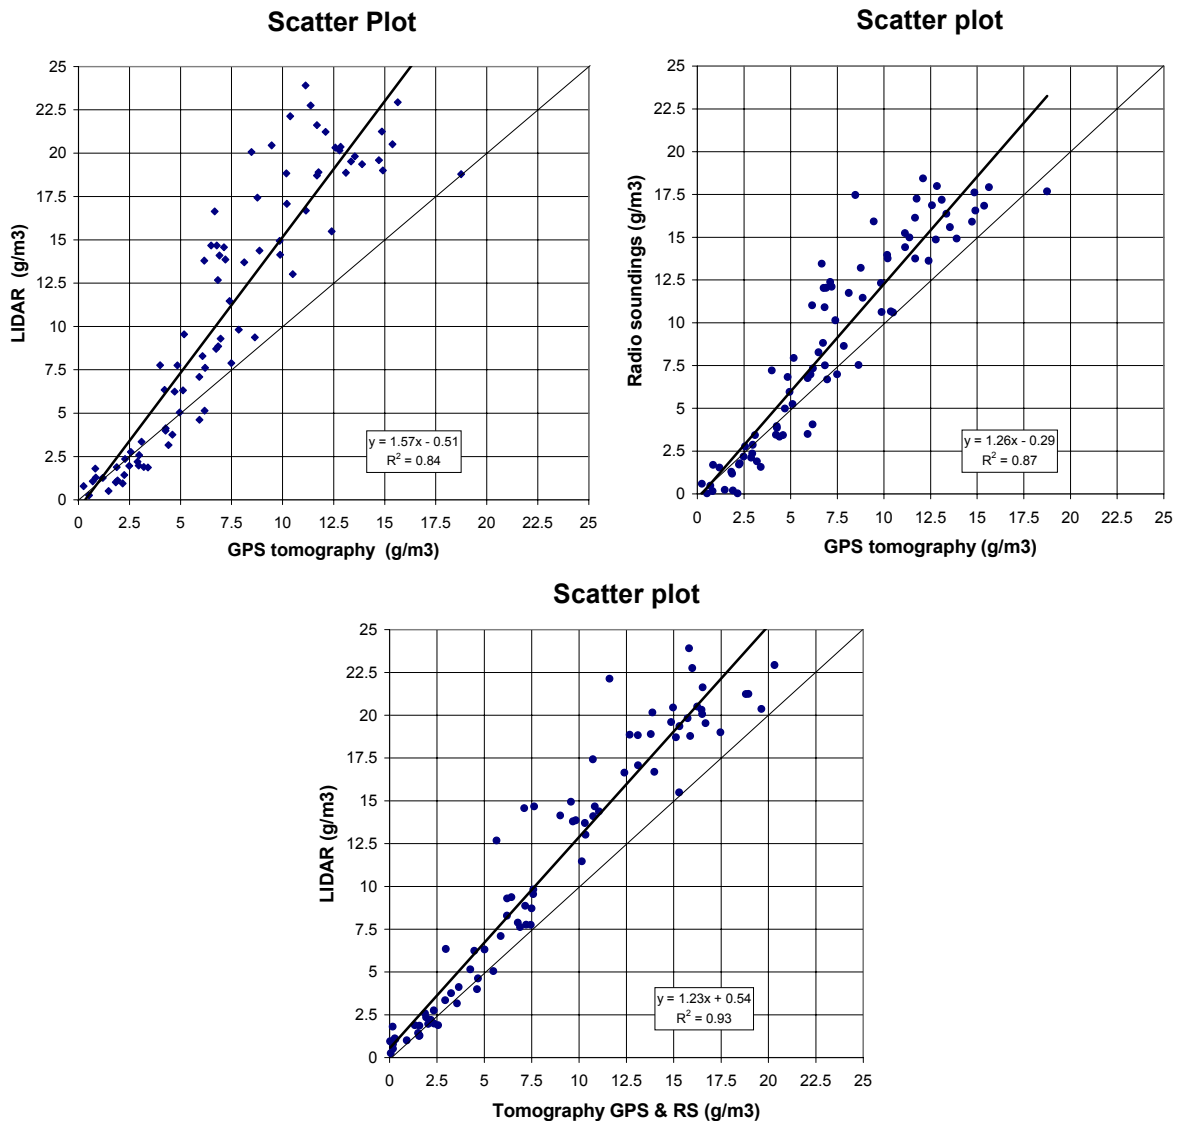 Scatter Plot
25
22.5
20
17.5
15
12.5
10
7.5
5
2.5
0
LIDAR (g/m3)
y = 1.57x - 0.51
R² = 0.84
0 2.5 5 7.5 10 12.5 15 17.5 20 22.5 25
GPS tomography (g/m3)
Scatter plot
25
22.5
20
17.5
15
12.5
10
7.5
5
2.5
0
Radio soundings (g/m3)
y = 1.26x - 0.29
R² = 0.87
0 2.5 5 7.5 10 12.5 15 17.5 20 22.5 25
GPS tomography (g/m3)
Scatter plot
25
22.5
20
17.5
15
12.5
10
7.5
5
2.5
0
LIDAR (g/m3)
y = 1.23x + 0.54
R² = 0.93
0 2.5 5 7.5 10 12.5 15 17.5 20 22.5 25
Tomography GPS & RS (g/m3)